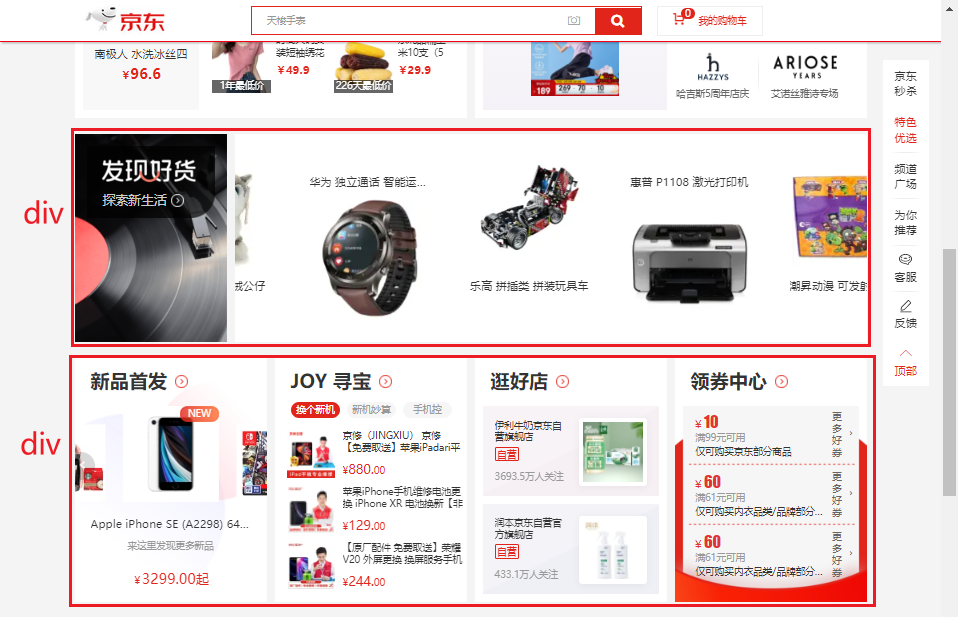 京东
天梭手表
0
我的购物车
南极人 水洗冰丝四
¥96.6
装短袖绣花
¥49.9
1年最低价
米10支（5
¥29.9
226天最低价
189
269
70
10
HAZZYS
哈吉斯5周年店庆
ARIOSE
YEARS
艾诺丝雅诗专场
京东
秒杀
特色
优选
频道
广场
为你
推荐
客服
反馈
顶部
div
发现好货
探索新生活
绒公仔
华为 独立通话 智能运...
乐高 拼插类 拼装玩具车
惠普 P1108 激光打印机
潮昇动漫 可发射
div
新品首发
NEW
Apple iPhone SE (A2298) 64...
来这里发现更多新品
¥3299.00起
JOY 寻宝
换个新机
新机妙算
手机控
京修（JINGXIU） 京修
【免费取送】苹果iPadari平
¥880.00
苹果iPhone手机维修电池更
换 iPhone XR 电池换新【非
¥129.00
【原厂配件 免费取送】荣耀
V20 外屏更换 换屏服务手机
¥244.00
逛好店
伊利牛奶京东自
营旗舰店
自营
3693.5万人关注
润本京东自营官
方旗舰店
自营
433.1万人关注
领券中心
¥ 10
满99元可用
仅可购买京东部分商品
更多好券
¥ 60
满61元可用
仅可购买内衣品类/品牌部分...
更多好券
¥ 60
满61元可用
仅可购买内衣品类/品牌部分...
更多好券